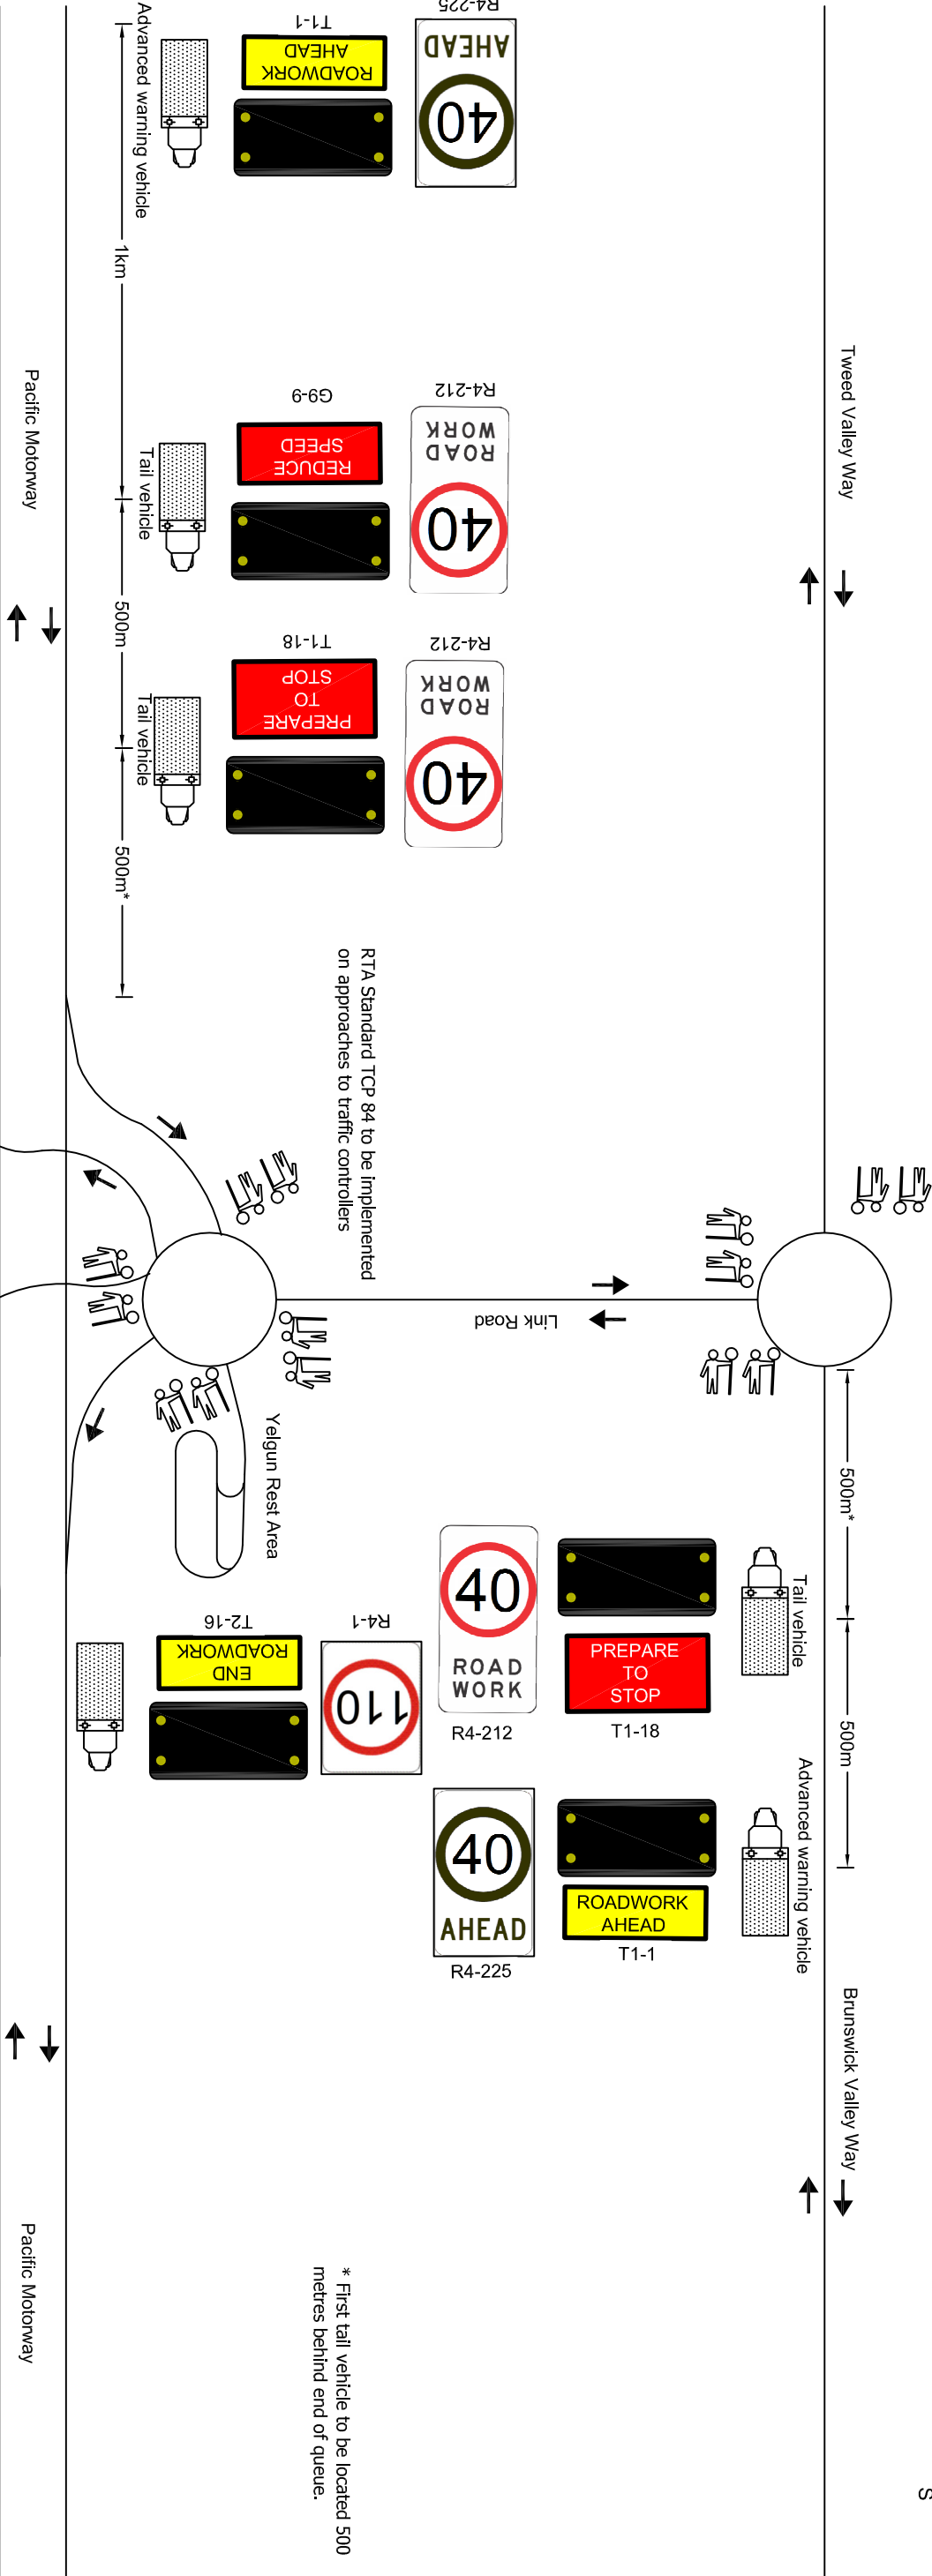 R4-225
AHEAD
40
T1-1
ROADWORK
AHEAD
Advanced warning vehicle
1km
Pacific Motorway
Tweed Valley Way
G9-9
REDUCE
SPEED
R4-212
40
ROAD
WORK
Tail vehicle
500m
T1-18
PREPARE
TO
STOP
R4-212
40
ROAD
WORK
Tail vehicle
500m*
RTA Standard TCP 84 to be implemented
on approaches to traffic controllers
Link Road
Yelgun Rest Area
500m*
Tail vehicle
40
ROAD
WORK
R4-212
PREPARE
TO
STOP
T1-18
500m
T2-16
END
ROADWORK
R4-1
110
Advanced warning vehicle
40
AHEAD
R4-225
ROADWORK
AHEAD
T1-1
Brunswick Valley Way
Pacific Motorway
* First tail vehicle to be located 500
metres behind end of queue.
S